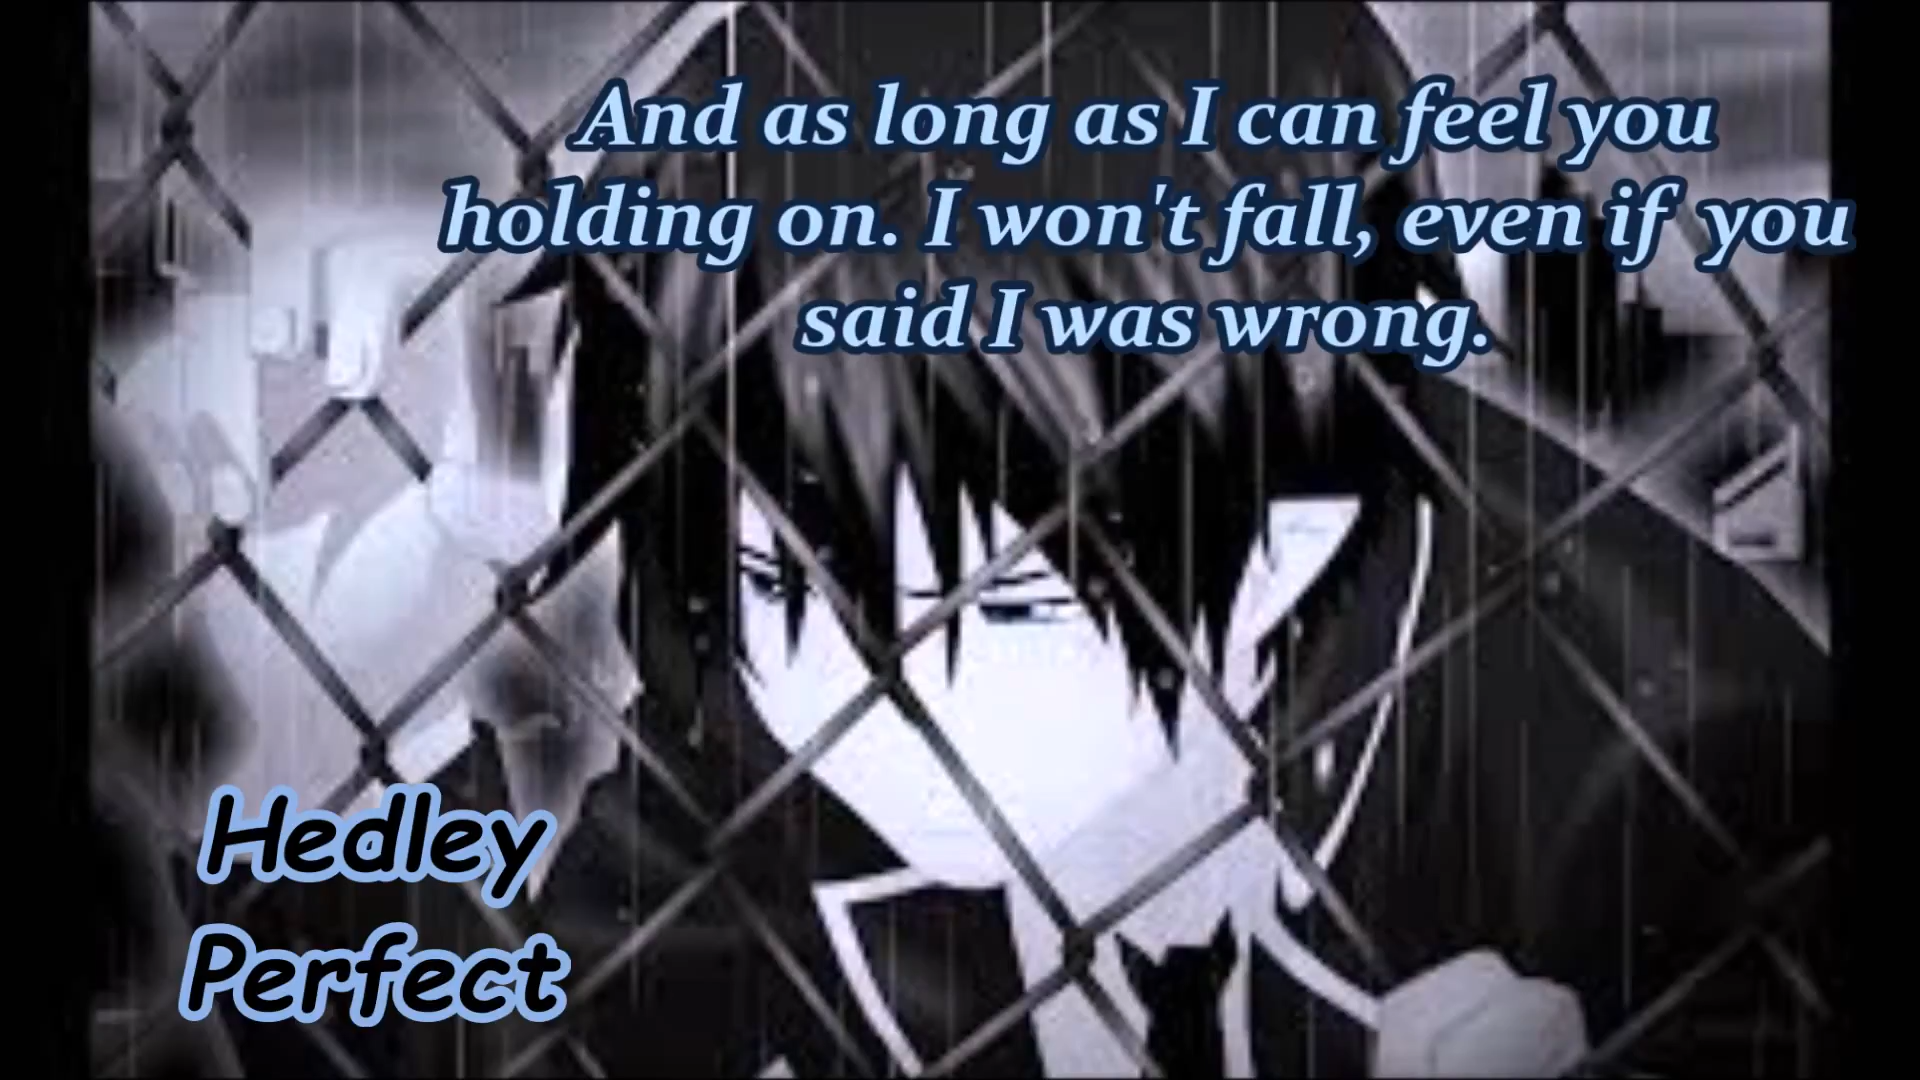 And as long as I can feel you
holding on. I won't fall, even if you
said I was wrong.
Hedley
Perfect